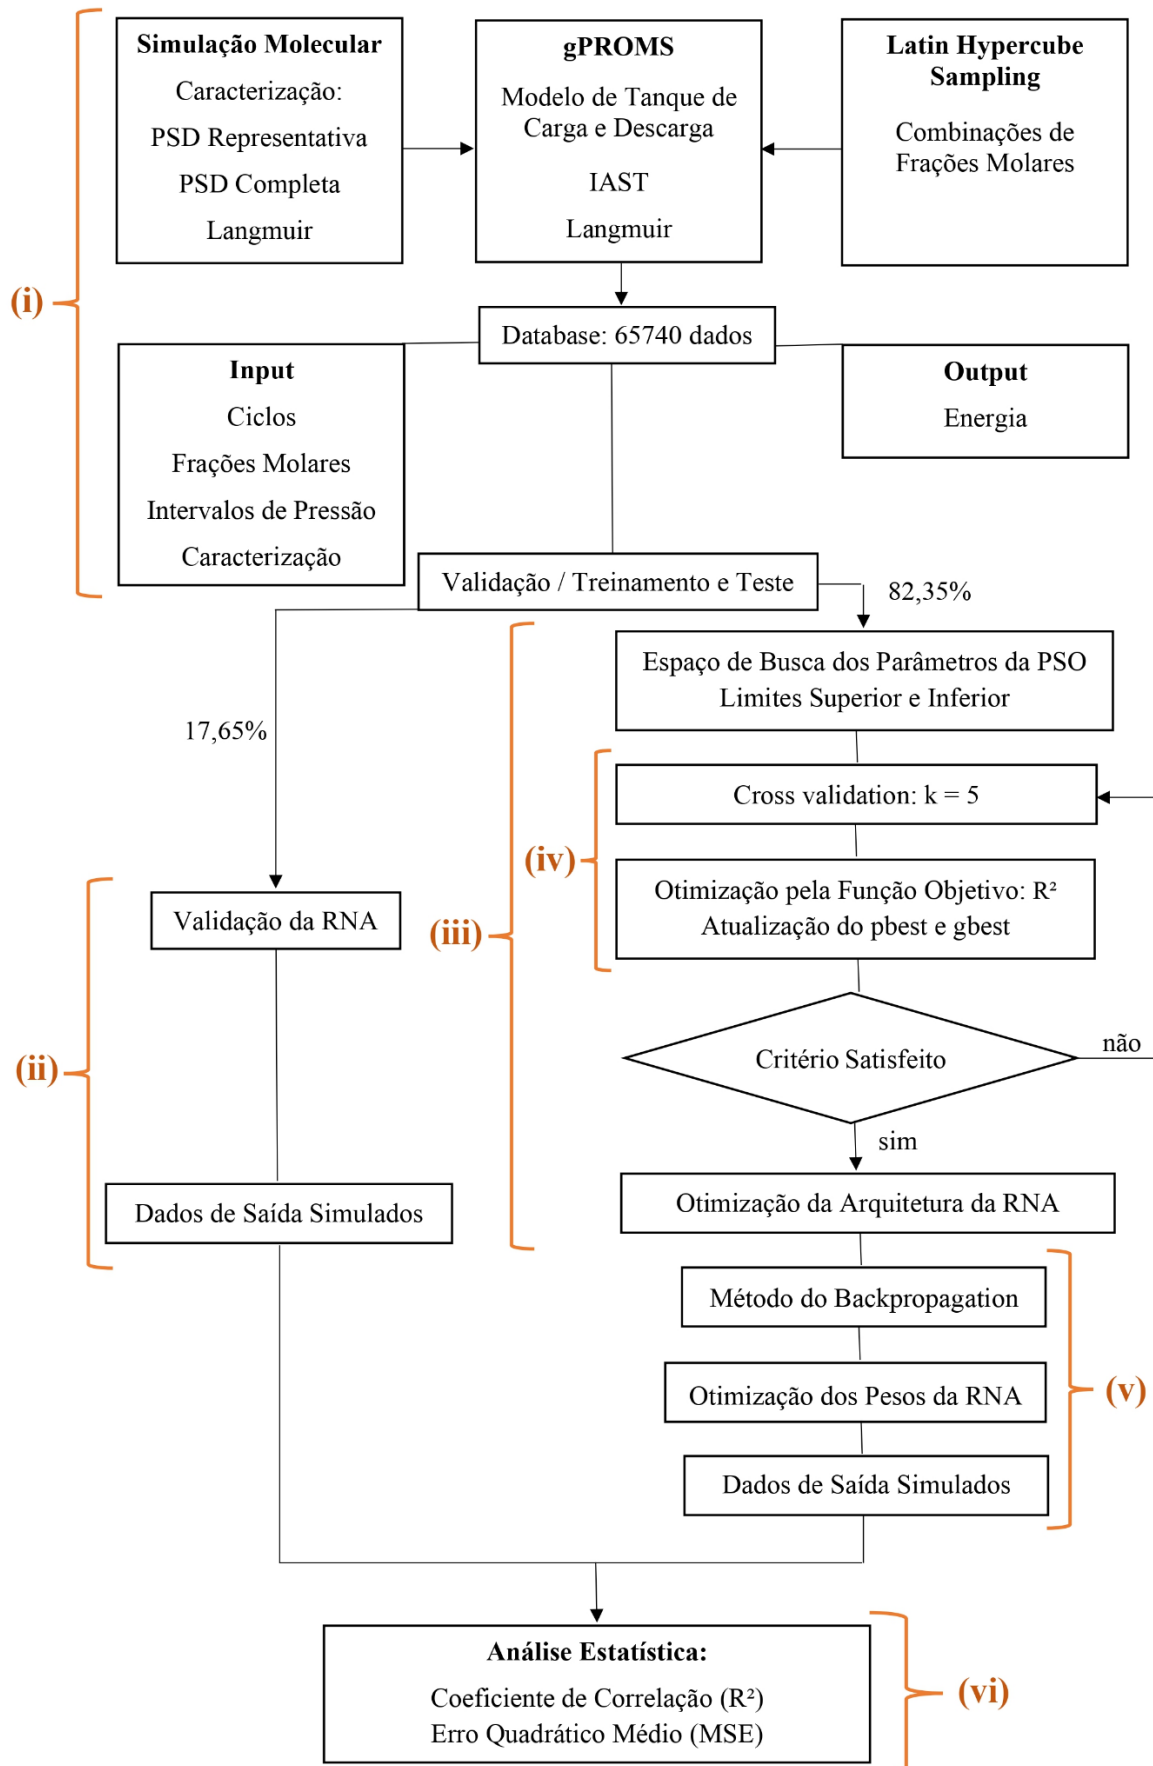 (i)
Simulação Molecular
Caracterização:
PSD Representativa
PSD Completa
Langmuir
gPROMS
Modelo de Tanque de
Carga e Descarga
IAST
Langmuir
Latin Hypercube
Sampling
Combinações de
Frações Molares
Database: 65740 dados
Input
Ciclos
Frações Molares
Intervalos de Pressão
Caracterização
Output
Energia
Validação / Treinamento e Teste
82,35%
17,65%
(ii)
Validação da RNA
Dados de Saída Simulados
(iii)
Espaço de Busca dos Parâmetros da PSO
Limites Superior e Inferior
(iv)
Cross validation: k = 5
Otimização pela Função Objetivo: R²
Atualização do pbest e gbest
Critério Satisfeito
não
sim
Otimização da Arquitetura da RNA
Método do Backpropagation
Otimização dos Pesos da RNA
Dados de Saída Simulados
(v)
Análise Estatística:
Coeficiente de Correlação (R²)
Erro Quadrático Médio (MSE)
(vi)